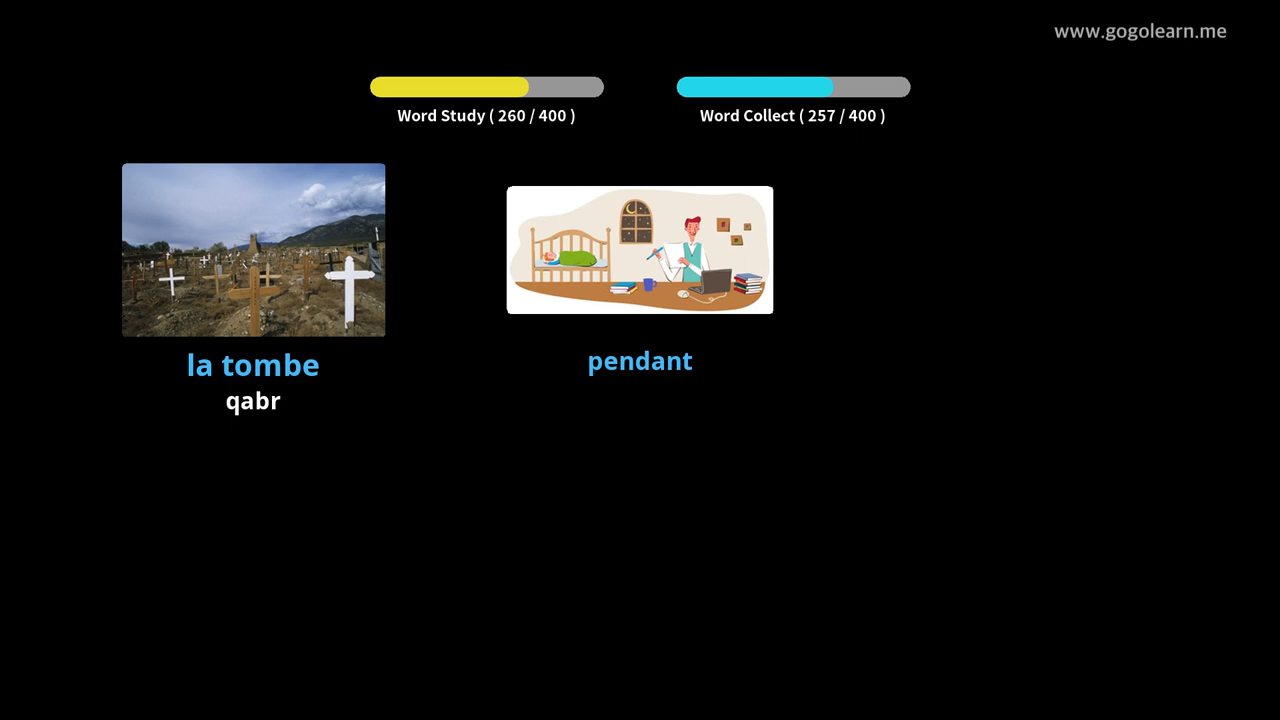 www.gogolearn.me
Word Study ( 260 / 400 )
Word Collect ( 257 / 400 )
la tombe
qabr
pendant